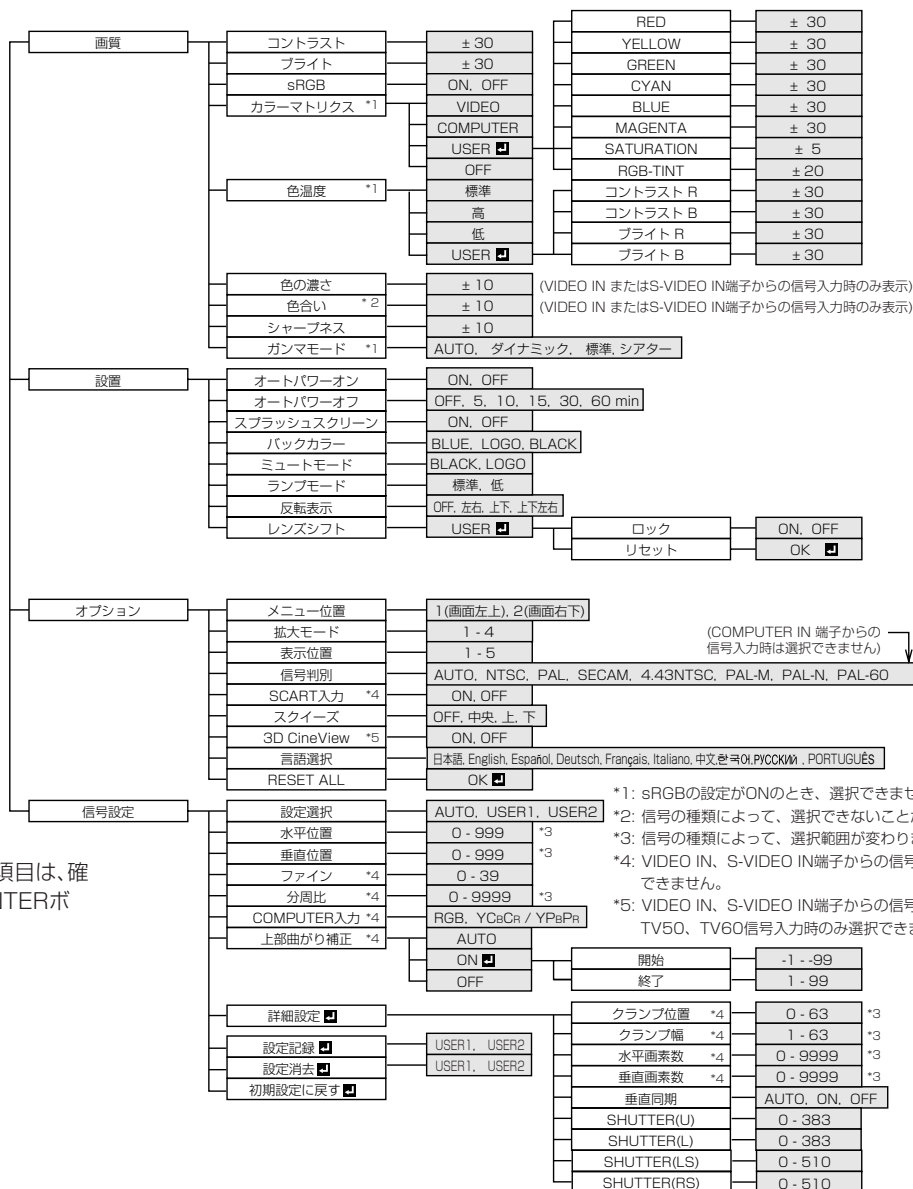 画質
コントラスト ± 30
ブライト ± 30
sRGB ON, OFF
カラーマトリクス *1 VIDEO
COMPUTER
USER
OFF
RED ± 30
YELLOW ± 30
GREEN ± 30
CYAN ± 30
BLUE ± 30
MAGENTA ± 30
SATURATION ± 5
RGB-TINT ± 20
色温度 *1 標準
高
低
USER
コントラスト R ± 30
コントラスト B ± 30
ブライト R ± 30
ブライト B ± 30
色の濃さ ± 10 (VIDEO IN またはS-VIDEO IN端子からの信号入力時のみ表示)
色合い *2 ± 10 (VIDEO IN またはS-VIDEO IN端子からの信号入力時のみ表示)
シャープネス ± 10
ガンマモード *1 AUTO, ダイナミック, 標準, シアター
設置
オートパワーオン ON, OFF
オートパワーオフ OFF, 5, 10, 15, 30, 60 min
スプラッシュスクリーン ON, OFF
バックカラー BLUE, LOGO, BLACK
ミュートモード BLACK, LOGO
ランプモード 標準, 低
反転表示 OFF, 左右, 上下, 上下左右
レンズシフト USER
ロック ON, OFF
リセット OK
オプション
メニュー位置 1(画面左上), 2(画面右下)
拡大モード 1 - 4
表示位置 1 - 5
(COMPUTER IN 端子からの
信号入力時は選択できません)
信号判別 AUTO, NTSC, PAL, SECAM, 4.43NTSC, PAL-M, PAL-N, PAL-60
SCART入力 *4 ON, OFF
スクイーズ OFF, 中央, 上, 下
3D CineView *5 ON, OFF
言語選択 日本語, English, Español, Deutsch, Français, Italiano, 中文, 한국어, РУССКИЙ , PORTUGUÊS
RESET ALL OK
信号設定
設定選択 AUTO, USER1, USER2
水平位置 0 - 999 *3
垂直位置 0 - 999 *3
ファイン *4 0 - 39
分周比 *4 0 - 9999 *3
COMPUTER入力 *4 RGB, YCBCR / YPBPR
上部曲がり補正 *4 AUTO
ON
OFF
開始 -1 - -99
終了 1 - 99
*1: sRGBの設定がONのとき、選択できませ
*2: 信号の種類によって、選択できないことが
*3: 信号の種類によって、選択範囲が変わりま
*4: VIDEO IN、S-VIDEO IN端子からの信号
できません。
*5: VIDEO IN、S-VIDEO IN端子からの信号
TV50、TV60信号入力時のみ選択できま
項目は、確
TERボ
詳細設定
クランプ位置 *4 0 - 63 *3
クランプ幅 *4 1 - 63 *3
水平画素数 *4 0 - 9999 *3
垂直画素数 *4 0 - 9999 *3
垂直同期 AUTO, ON, OFF
SHUTTER(U) 0 - 383
SHUTTER(L) 0 - 383
SHUTTER(LS) 0 - 510
SHUTTER(RS) 0 - 510
設定記録 USER1, USER2
設定消去 USER1, USER2
初期設定に戻す